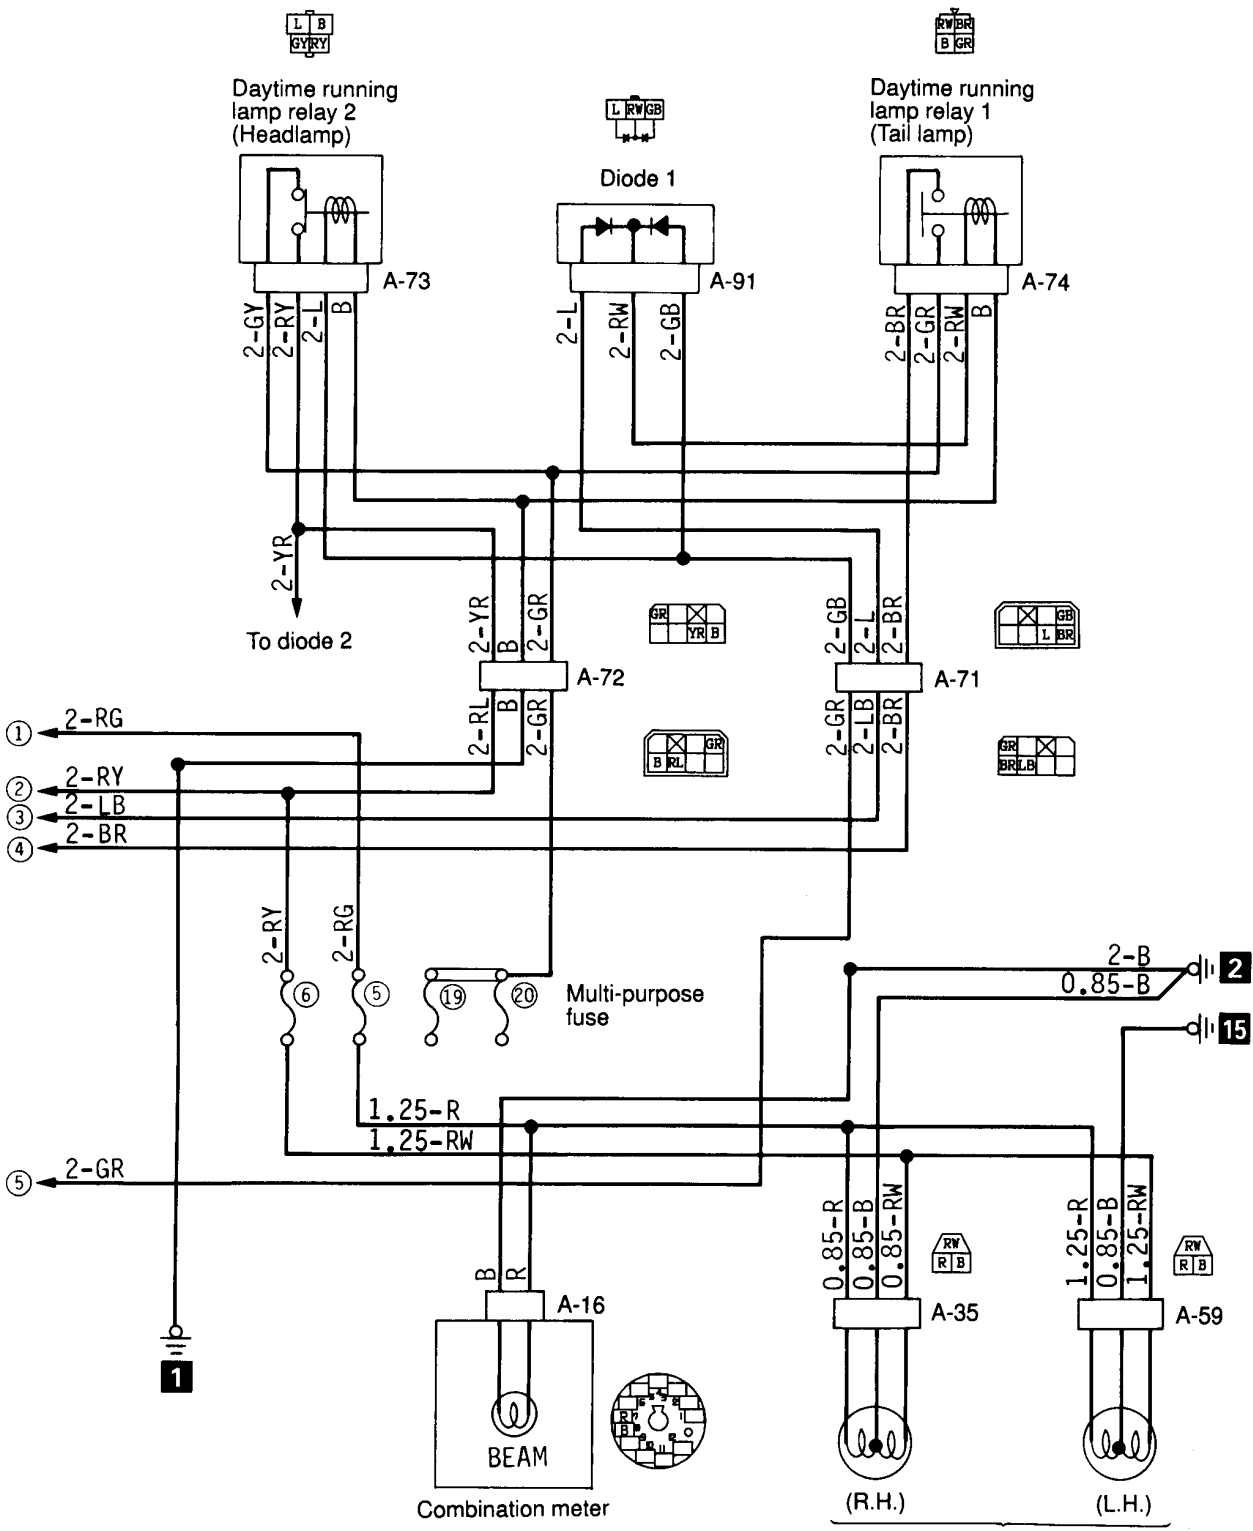 L B
GY RY
Daytime running
lamp relay 2
(Headlamp)
L RW GB
Diode 1
RW BR
B GR
Daytime running
lamp relay 1
(Tail lamp)
A-73
A-91
A-74
2-GY
2-RY
2-L
B
2-L
2-RW
2-GB
2-BR
2-GR
2-RW
B
2-YR
To diode 2
2-YR
B
2-GR
A-72
GR
YR B
2-GB
2-L
2-BR
A-71
GB
L BR
2-RL
B
2-GR
GR
B RL
2-GR
2-LB
2-BR
GR
BR LB
1 2-RG
2 2-RY
3 2-LB
4 2-BR
2-RY
2-RG
6
5
19
20
Multi-purpose
fuse
2-B
2
0.85-B
15
1.25-R
1.25-RW
5 2-GR
B
R
A-16
0.85-R
0.85-B
0.85-RW
RW
R B
A-35
1.25-R
0.85-B
1.25-RW
RW
R B
A-59
1
BEAM
Combination meter
R
B
11
(R.H.)
(L.H.)